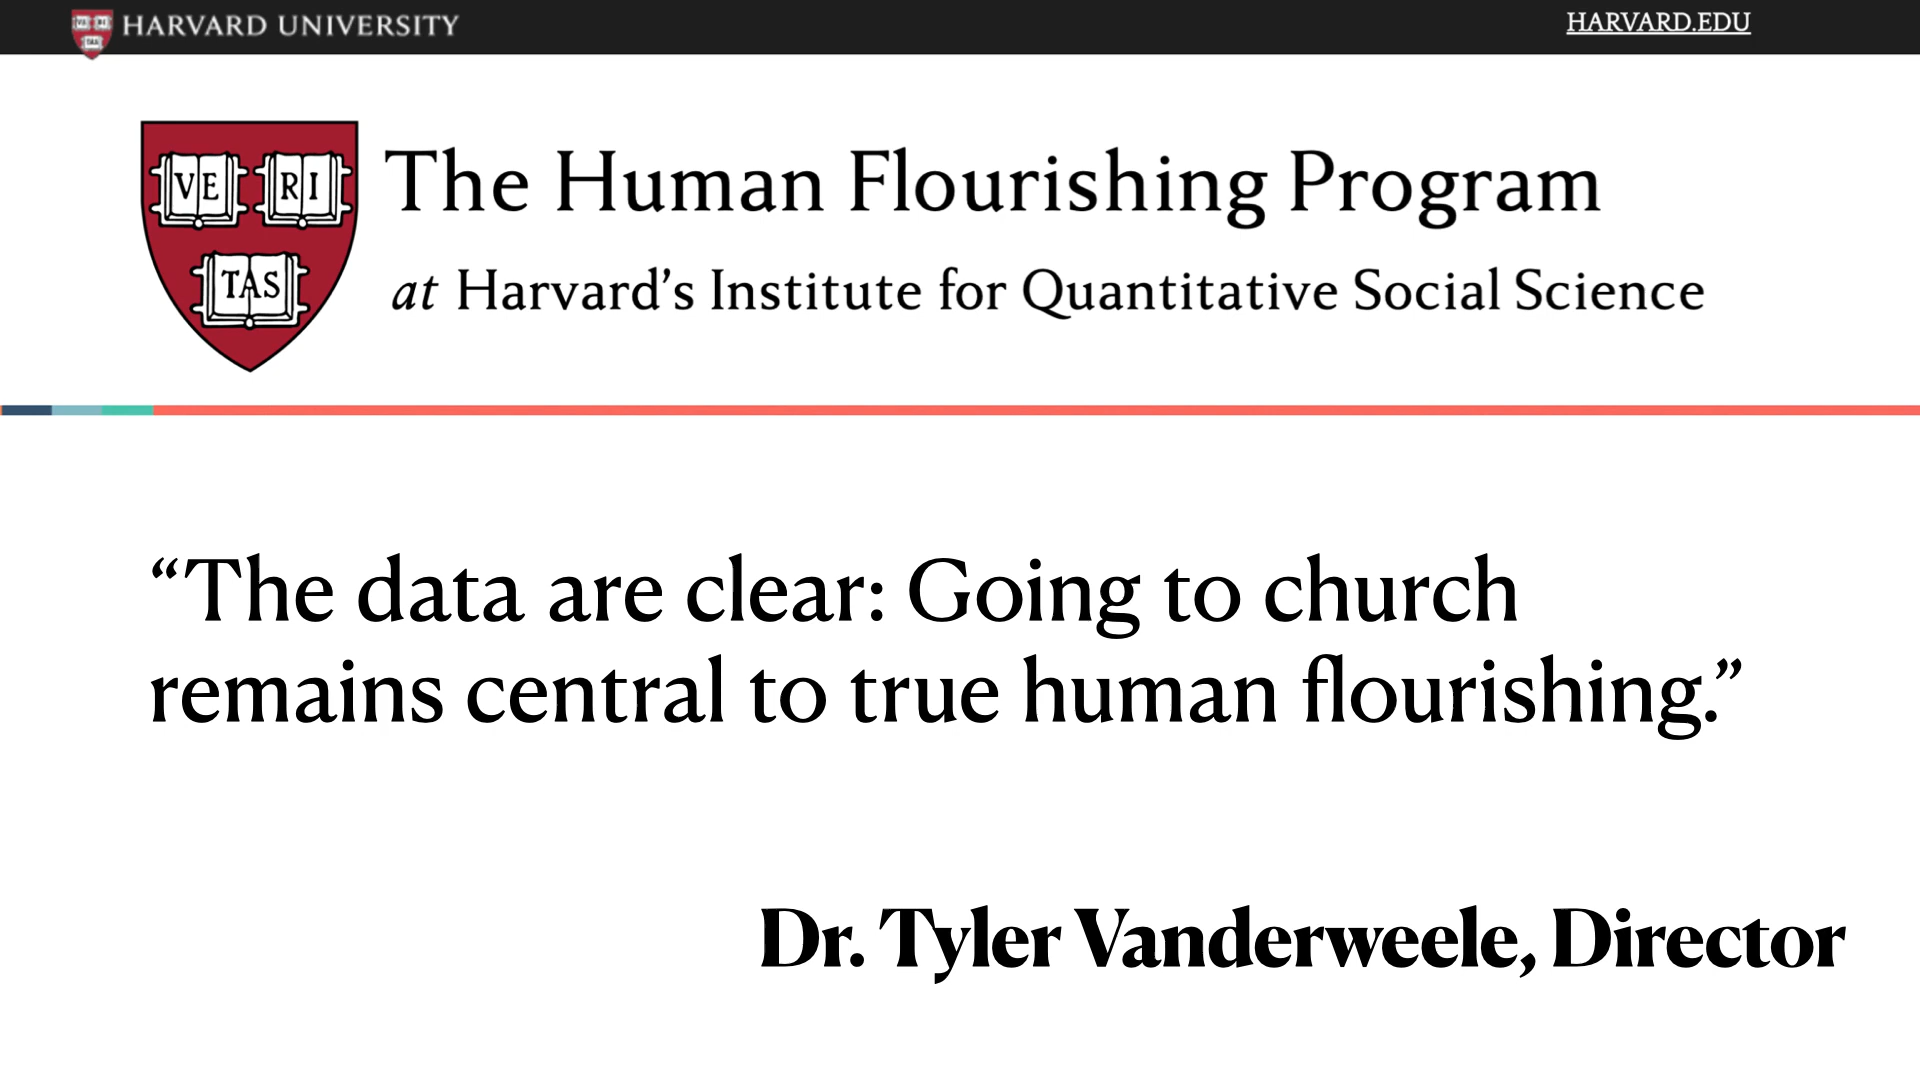 HARVARD UNIVERSITY
HARVARD.EDU
VE RI
TAS
The Human Flourishing Program
at Harvard’s Institute for Quantitative Social Science
“The data are clear: Going to church
remains central to true human flourishing.”
Dr. Tyler Vanderweele, Director